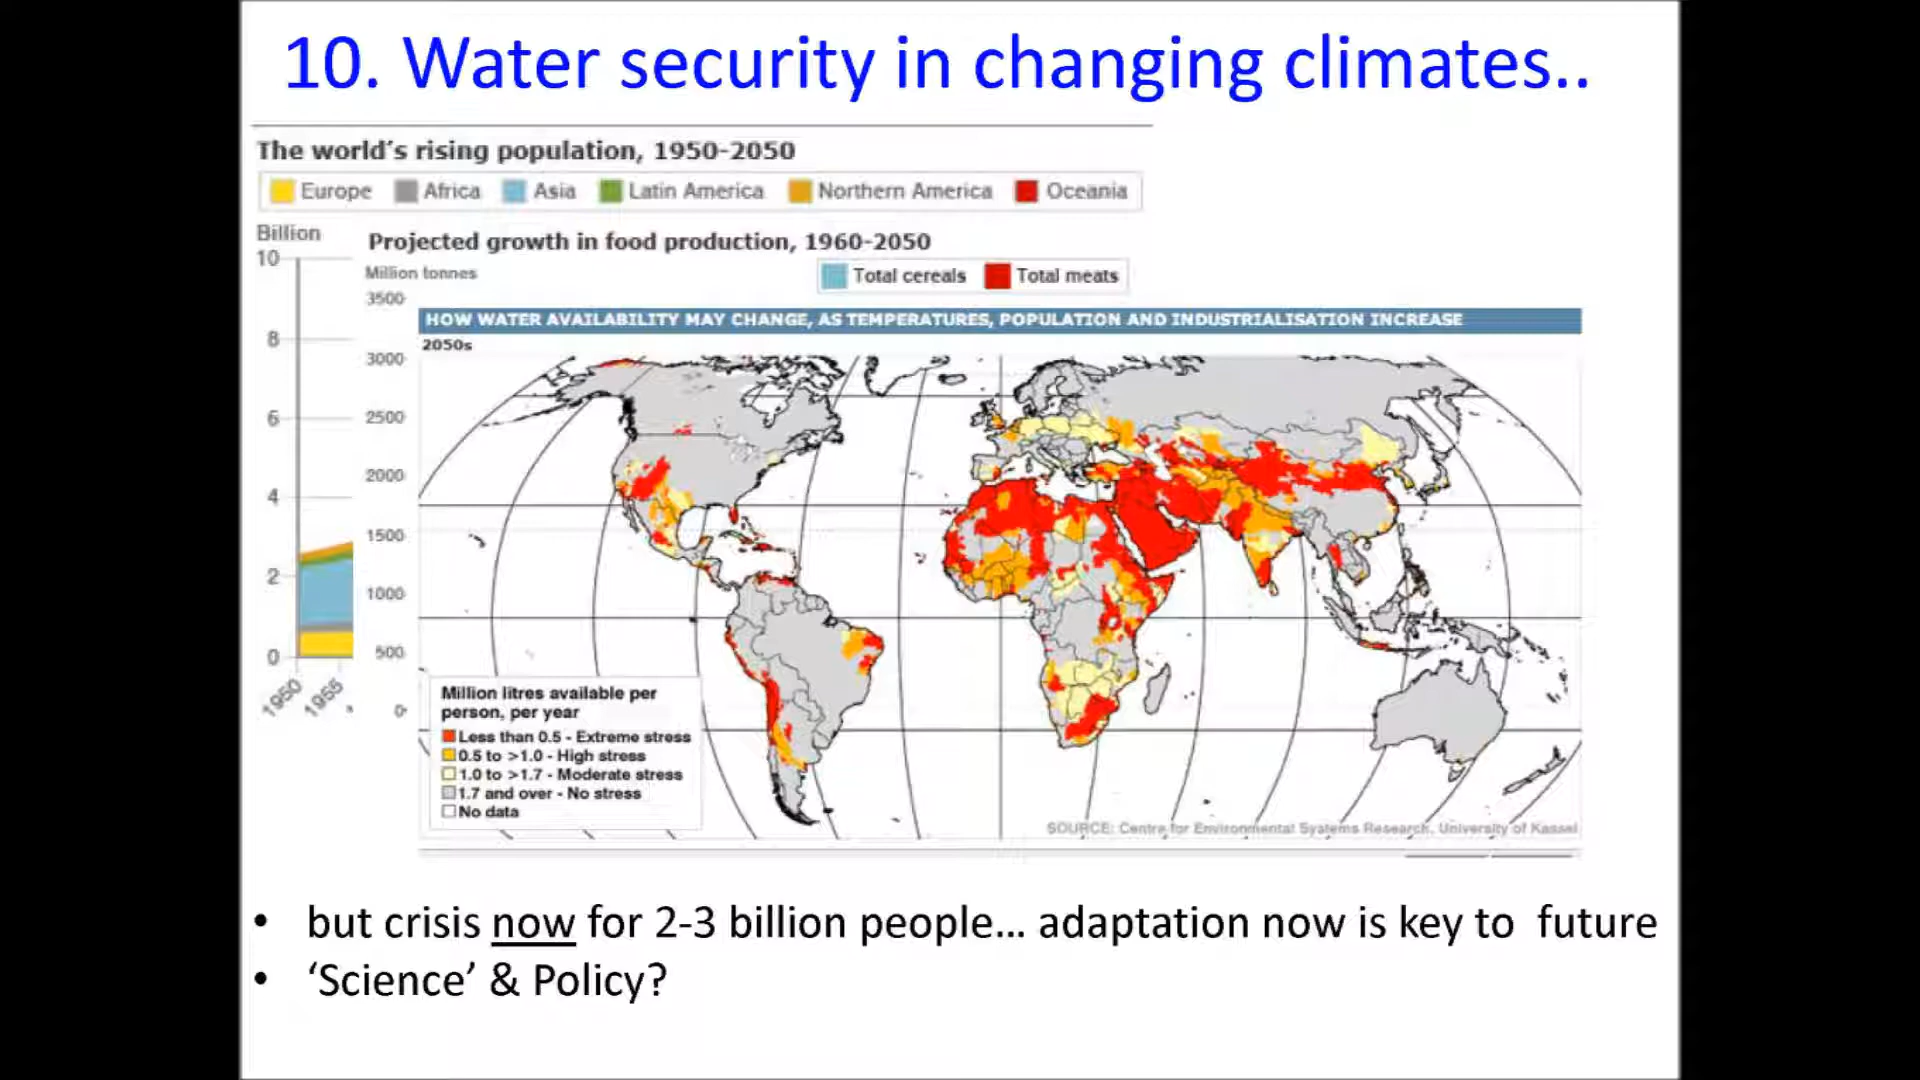 10. Water security in changing climates..
The world's rising population, 1950-2050
Europe Africa Asia Latin America Northern America Oceania
Billion
10
8
6
4
2
0
1950 1955
Projected growth in food production, 1960-2050
Million tonnes
Total cereals Total meats
3500
3000
2500
2000
1500
1000
500
0
HOW WATER AVAILABILITY MAY CHANGE, AS TEMPERATURES, POPULATION AND INDUSTRIALISATION INCREASE
2050s
Million litres available per
person, per year
Less than 0.5 - Extreme stress
0.5 to >1.0 - High stress
1.0 to >1.7 - Moderate stress
1.7 and over - No stress
No data
SOURCE: Centre for Environmental Systems Research, University of Kassel
• but crisis now for 2-3 billion people... adaptation now is key to future
• ‘Science’ & Policy?